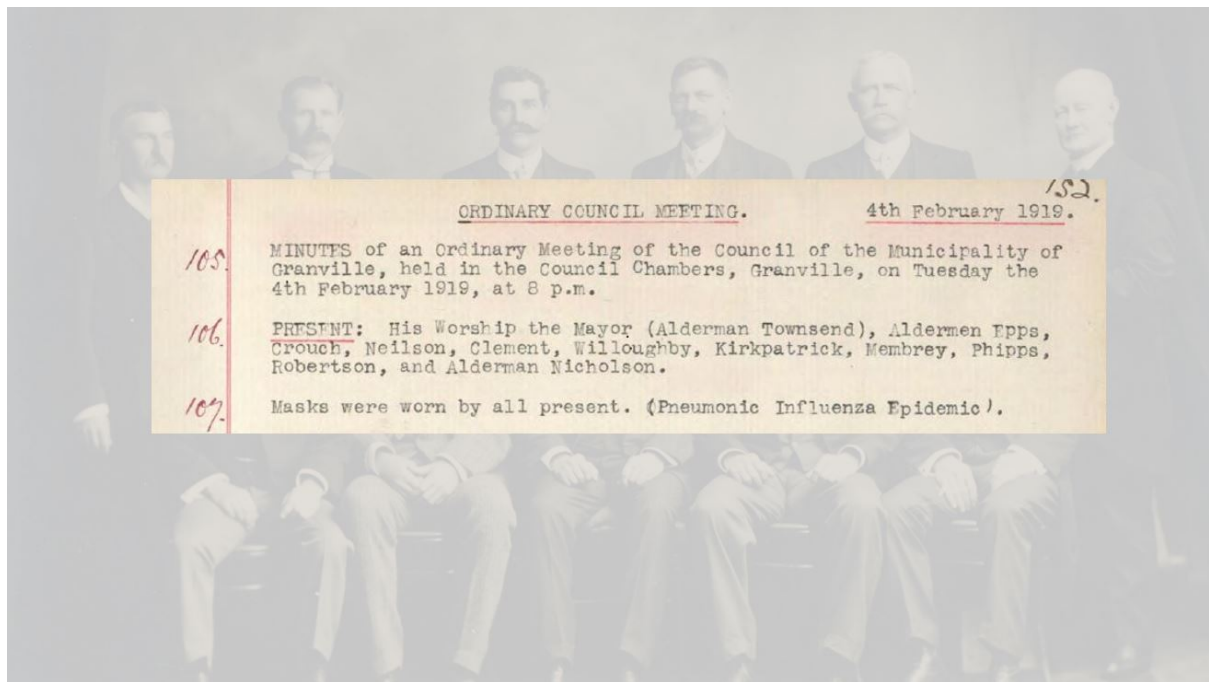 152.
ORDINARY COUNCIL MEETING. 4th February 1919.
105. MINUTES of an Ordinary Meeting of the Council of the Municipality of
Granville, held in the Council Chambers, Granville, on Tuesday the
4th February 1919, at 8 p.m.
106. PRESENT: His Worship the Mayor (Alderman Townsend), Aldermen Epps,
Crouch, Neilson, Clement, Willoughby, Kirkpatrick, Membrey, Phipps,
Robertson, and Alderman Nicholson.
107. Masks were worn by all present. (Pneumonic Influenza Epidemic).